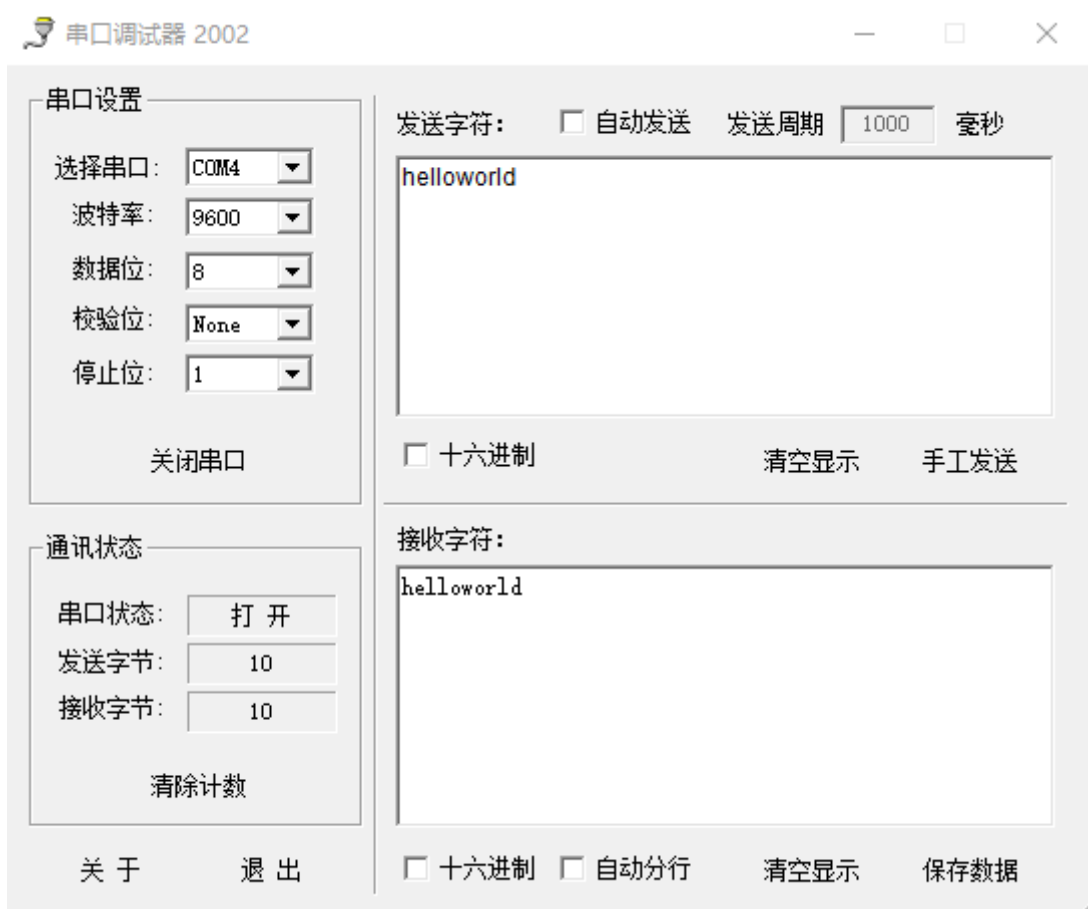 串口调试器 2002
串口设置
选择串口: COM4
波特率: 9600
数据位: 8
校验位: None
停止位: 1
关闭串口
通讯状态
串口状态: 打 开
发送字节: 10
接收字节: 10
清除计数
关 于 退 出
发送字符: 自动发送 发送周期 1000 毫秒
helloworld
十六进制 清空显示 手工发送
接收字符:
helloworld
十六进制 自动分行 清空显示 保存数据